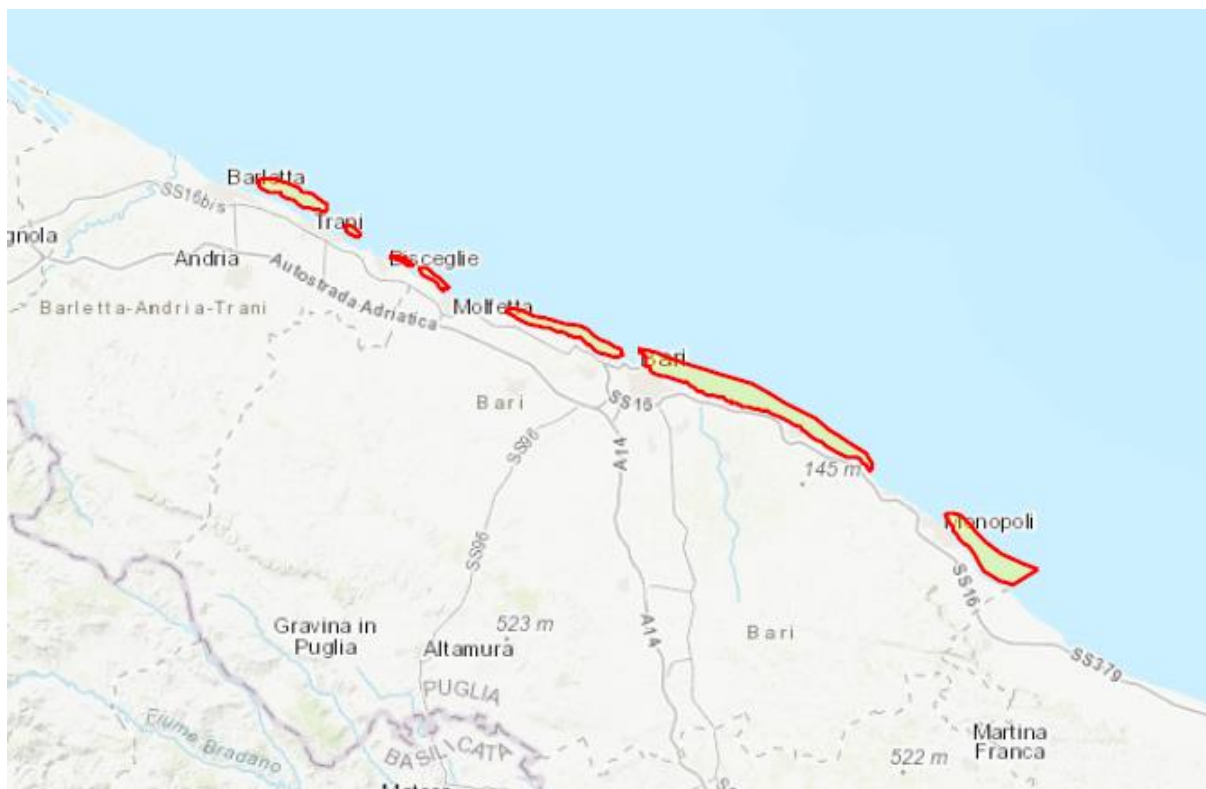 Barletta
SS16bis
Trani
gnola
Andria
Bisceglie
Autostrada Adriatica
Barletta-Andria-Trani
Molfetta
Bari
Bari
SS16
SS96
A14
145 m
Monopoli
SS96
SS16
A14
Gravina in
Puglia
523 m
Altamura
Bari
SS379
PUGLIA
Fiume Bradano
BASILICATA
Martina
Franca
522 m